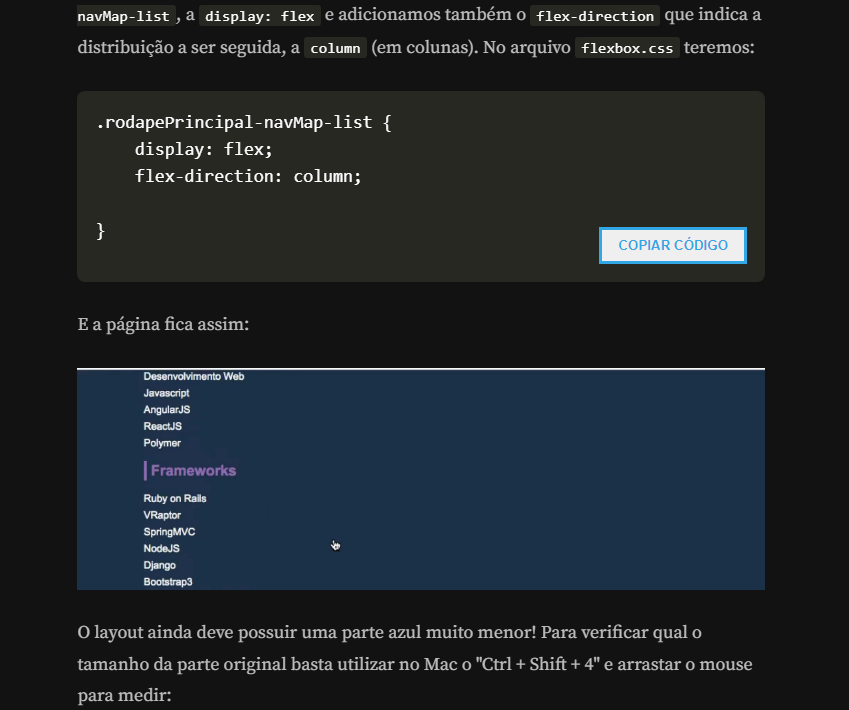 navMap-list, a display: flex e adicionamos também o flex-direction que indica a
distribuição a ser seguida, a column (em colunas). No arquivo flexbox.css teremos:
.rodapePrincipal-navMap-list {
    display: flex;
    flex-direction: column;
}
COPIAR CÓDIGO
E a página fica assim:
Desenvolvimento Web
Javascript
AngularJS
ReactJS
Polymer
Frameworks
Ruby on Rails
VRaptor
SpringMVC
NodeJS
Django
Bootstrap3
O layout ainda deve possuir uma parte azul muito menor! Para verificar qual o
tamanho da parte original basta utilizar no Mac o "Ctrl + Shift + 4" e arrastar o mouse
para medir: